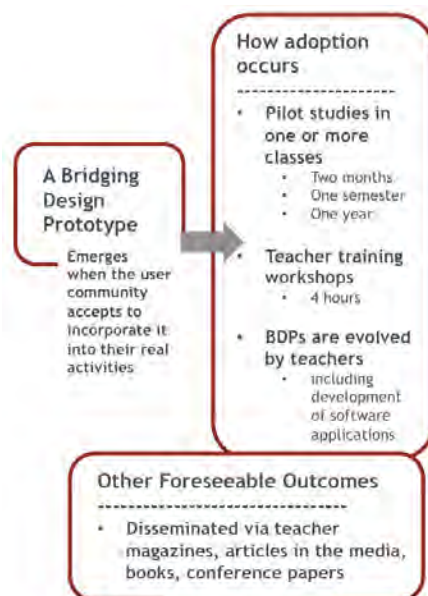 A Bridging
Design
Prototype
Emerges
when the user
community
accepts to
incorporate it
into their real
activities
How adoption
occurs
------------------------
• Pilot studies in
one or more
classes
• Two months
• One semester
• One year
• Teacher training
workshops
• 4 hours
• BDPs are evolved
by teachers
• including
development
of software
applications
Other Foreseeable Outcomes
--------------------------------
• Disseminated via teacher
magazines, articles in the media,
books, conference papers